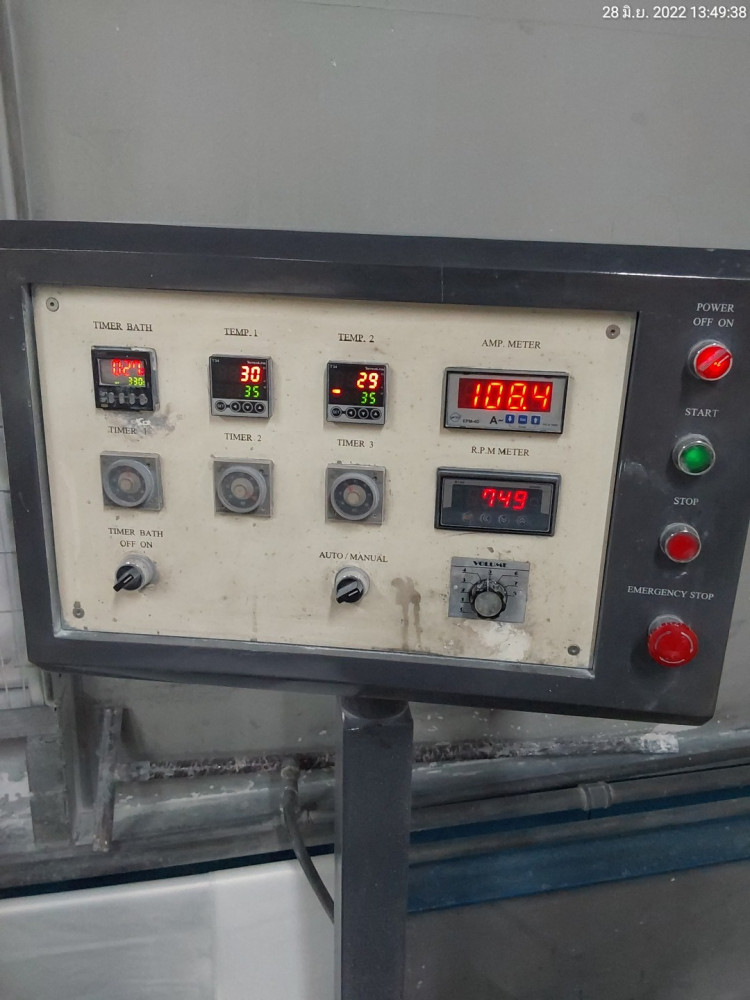 28 มิ.ย. 2022 13:49:38
TIMER BATH
TEMP. 1
TEMP. 2
AMP. METER
POWER
OFF ON
30
35
29
35
108.4
A
START
TIMER 1
TIMER 2
TIMER 3
R.P.M METER
749
STOP
TIMER BATH
OFF ON
AUTO / MANUAL
VOLUME
EMERGENCY STOP